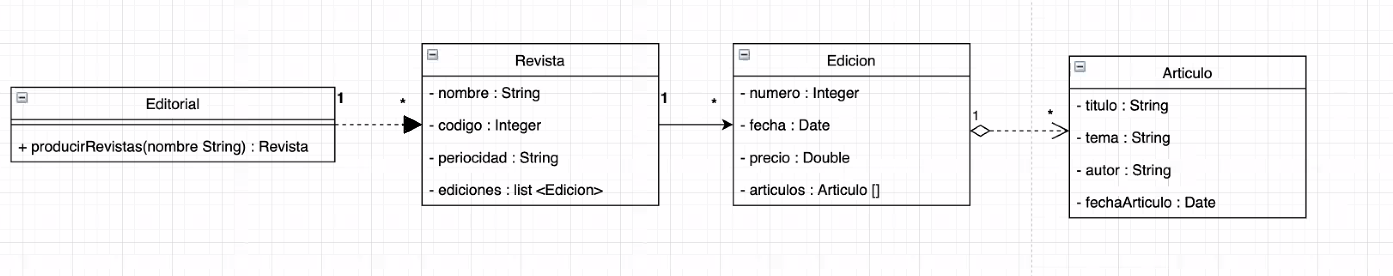 Editorial
+ producirRevistas(nombre String) : Revista
1
*
Revista
- nombre : String
- codigo : Integer
- periocidad : String
- ediciones : list <Edicion>
1
*
Edicion
- numero : Integer
- fecha : Date
- precio : Double
- articulos : Articulo []
1
*
Articulo
- titulo : String
- tema : String
- autor : String
- fechaArticulo : Date